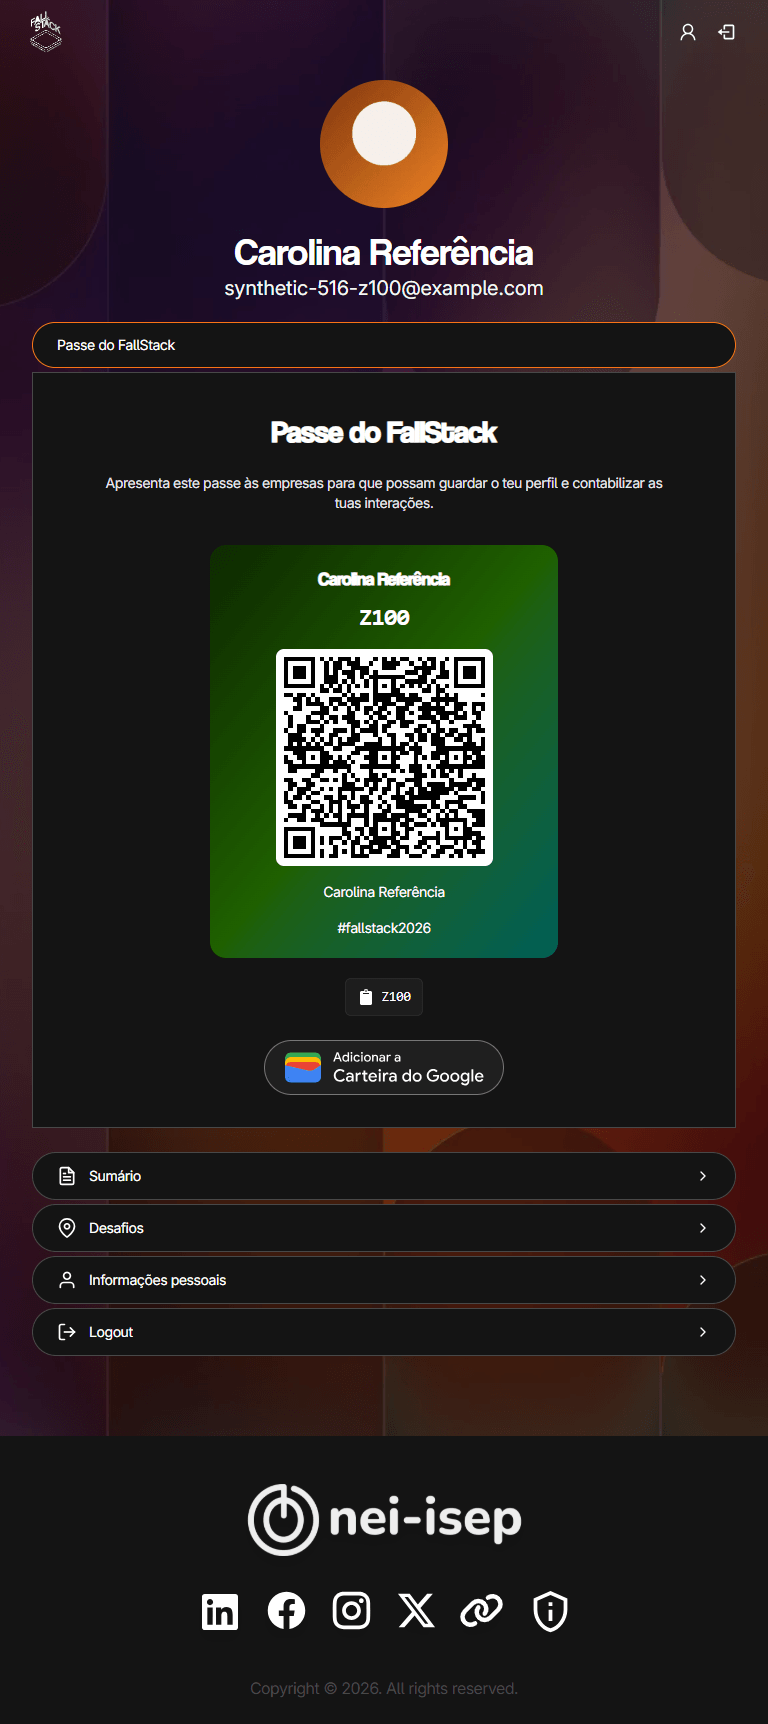 FALL
STACK
Carolina Referência
synthetic-516-z100@example.com
Passe do FallStack
Passe do FallStack
Apresenta este passe às empresas para que possam guardar o teu perfil e contabilizar as
tuas interações.
Carolina Referência
Z100
Carolina Referência
#fallstack2026
Z100
Adicionar a
Carteira do Google
Sumário
Desafios
Informações pessoais
Logout
nei-isep
Copyright © 2026. All rights reserved.